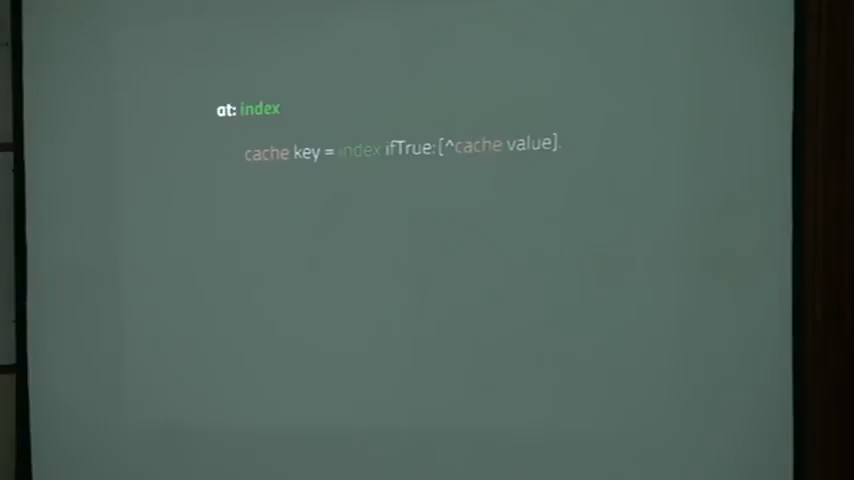 at: index
cache key = index ifTrue: [^cache value].